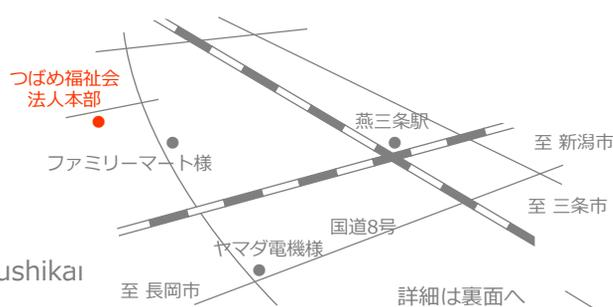 つばめ福祉会
法人本部
燕三条駅
至 新潟市
ファミリーマート様
至 三条市
国道8号
ヤマダ電機様
ushikai
至 長岡市
詳細は裏面へ